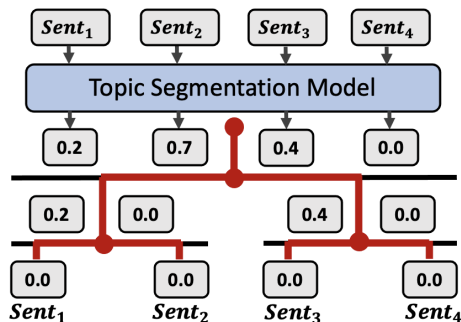 Sent₁ Sent₂ Sent₃ Sent₄
Topic Segmentation Model
0.2 0.7 0.4 0.0
0.2 0.0 0.4 0.0
0.0 0.0 0.0 0.0
Sent₁ Sent₂ Sent₃ Sent₄